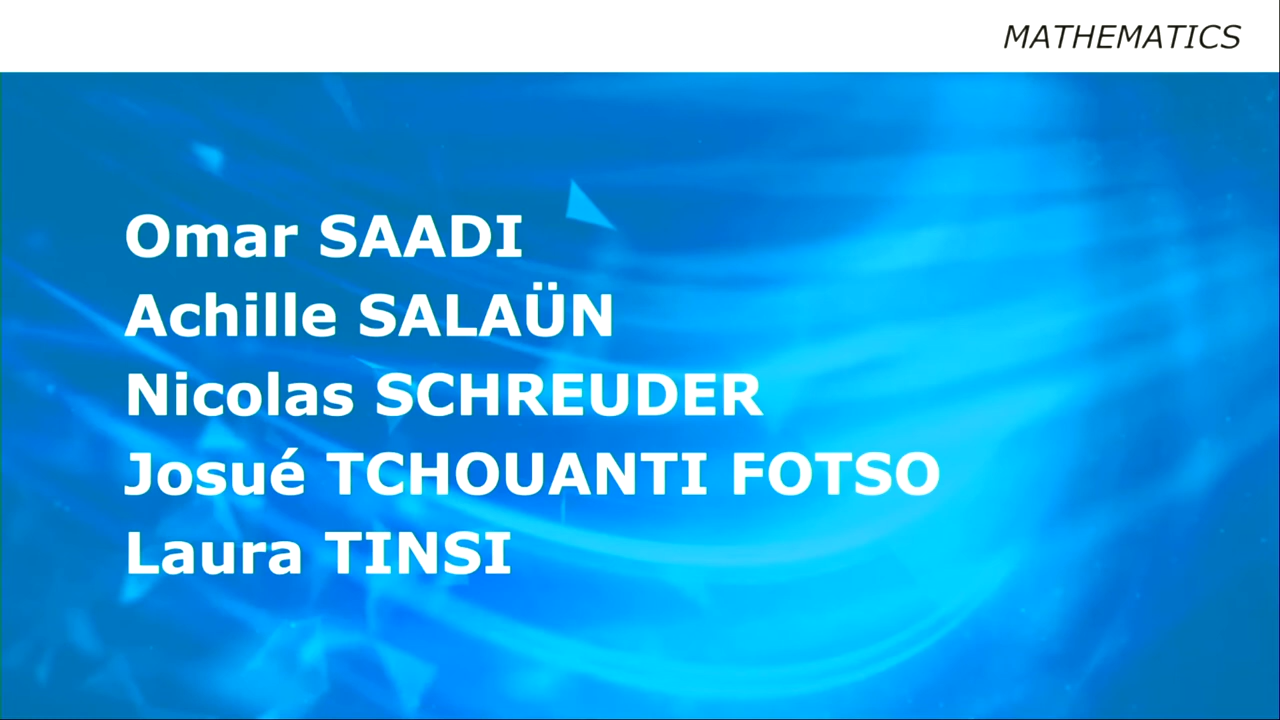 MATHEMATICS
Omar SAADI
Achille SALAÜN
Nicolas SCHREUDER
Josué TCHOUANTI FOTSO
Laura TINSI